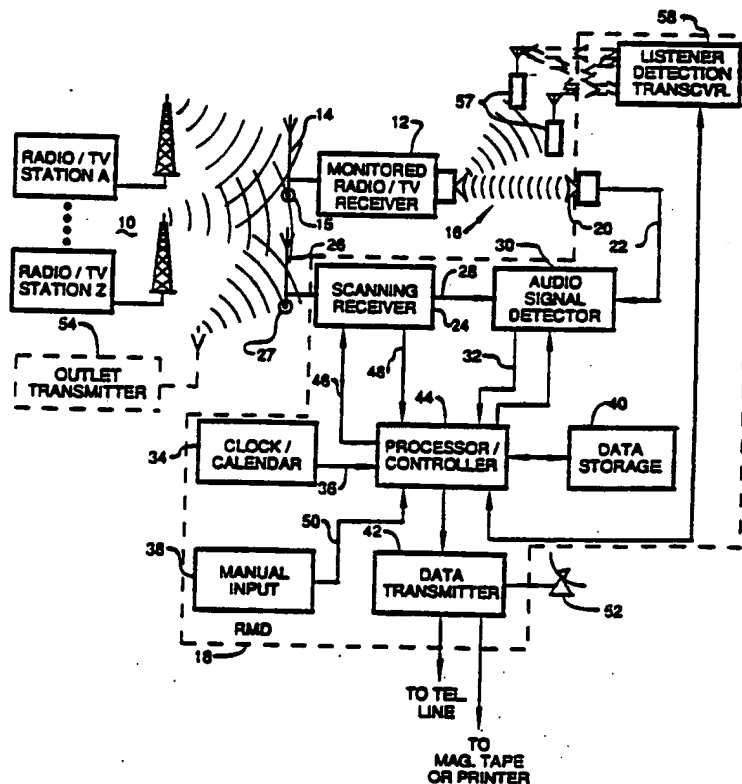 58
LISTENER
DETECTION
TRANSCVR.
14
12
57
RADIO / TV
STATION A
MONITORED
RADIO / TV
RECEIVER
15
10
16
20
22
26
30
RADIO / TV
STATION Z
28
SCANNING
RECEIVER
AUDIO
SIGNAL
DETECTOR
24
54
27
32
OUTLET
TRANSMITTER
46
48
44
40
34
CLOCK /
CALENDAR
PROCESSOR /
CONTROLLER
DATA
STORAGE
36
50
42
38
MANUAL
INPUT
DATA
TRANSMITTER
52
RMD
18
TO TEL.
LINE
TO
MAG. TAPE
OR PRINTER